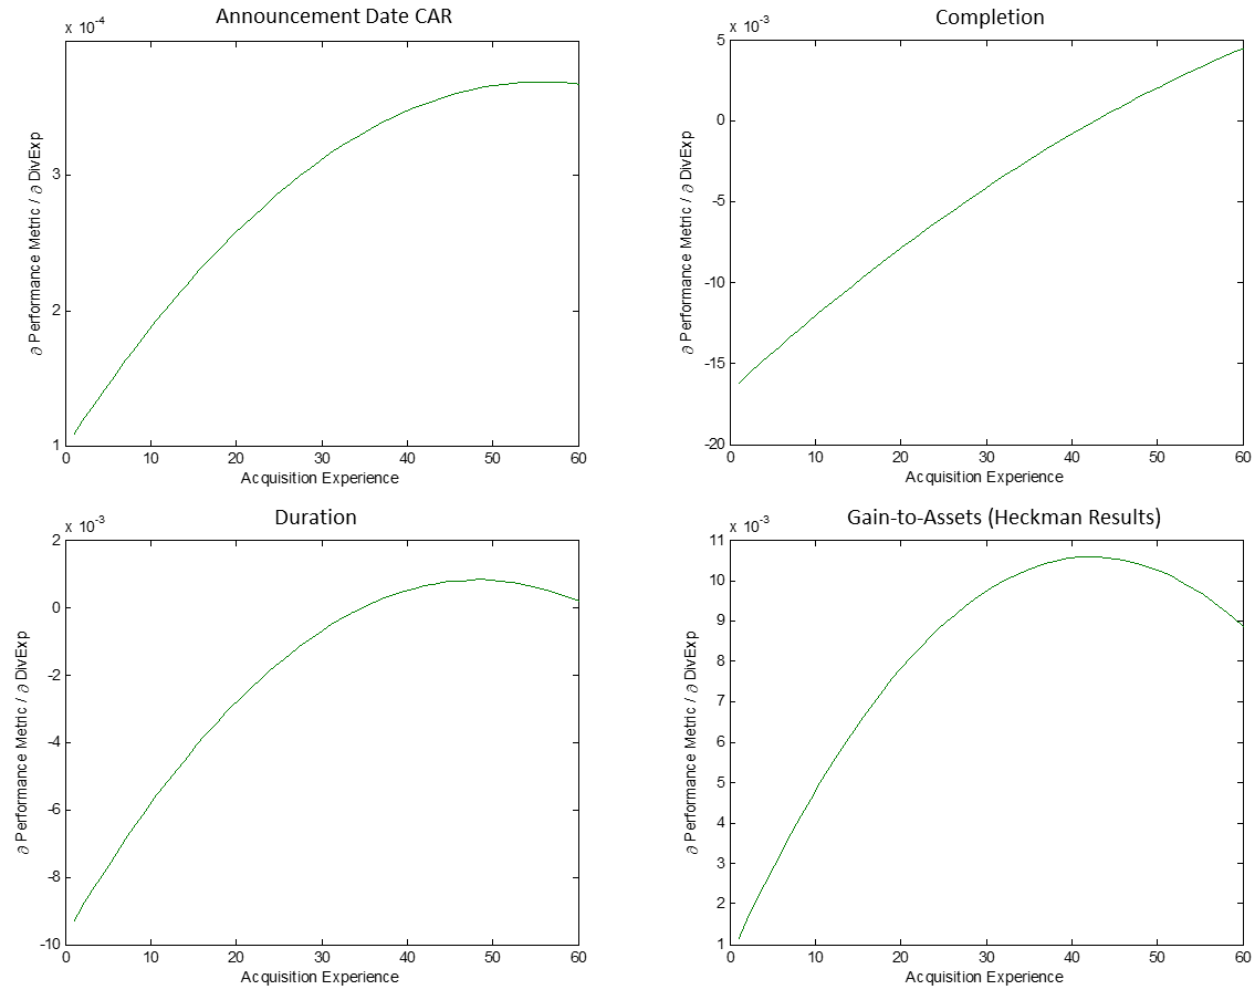 Announcement Date CAR
x 10-4
3
2
1
0 10 20 30 40 50 60
Acquisition Experience
∂ Performance Metric / ∂ DivExp
Completion
x 10-3
5
0
-5
-10
-15
-20
0 10 20 30 40 50 60
Acquisition Experience
∂ Performance Metric / ∂ DivExp
Duration
x 10-3
2
0
-2
-4
-6
-8
-10
0 10 20 30 40 50 60
Acquisition Experience
∂ Performance Metric / ∂ DivExp
Gain-to-Assets (Heckman Results)
x 10-3
11
10
9
8
7
6
5
4
3
2
1
0 10 20 30 40 50 60
Acquisition Experience
∂ Performance Metric / ∂ DivExp